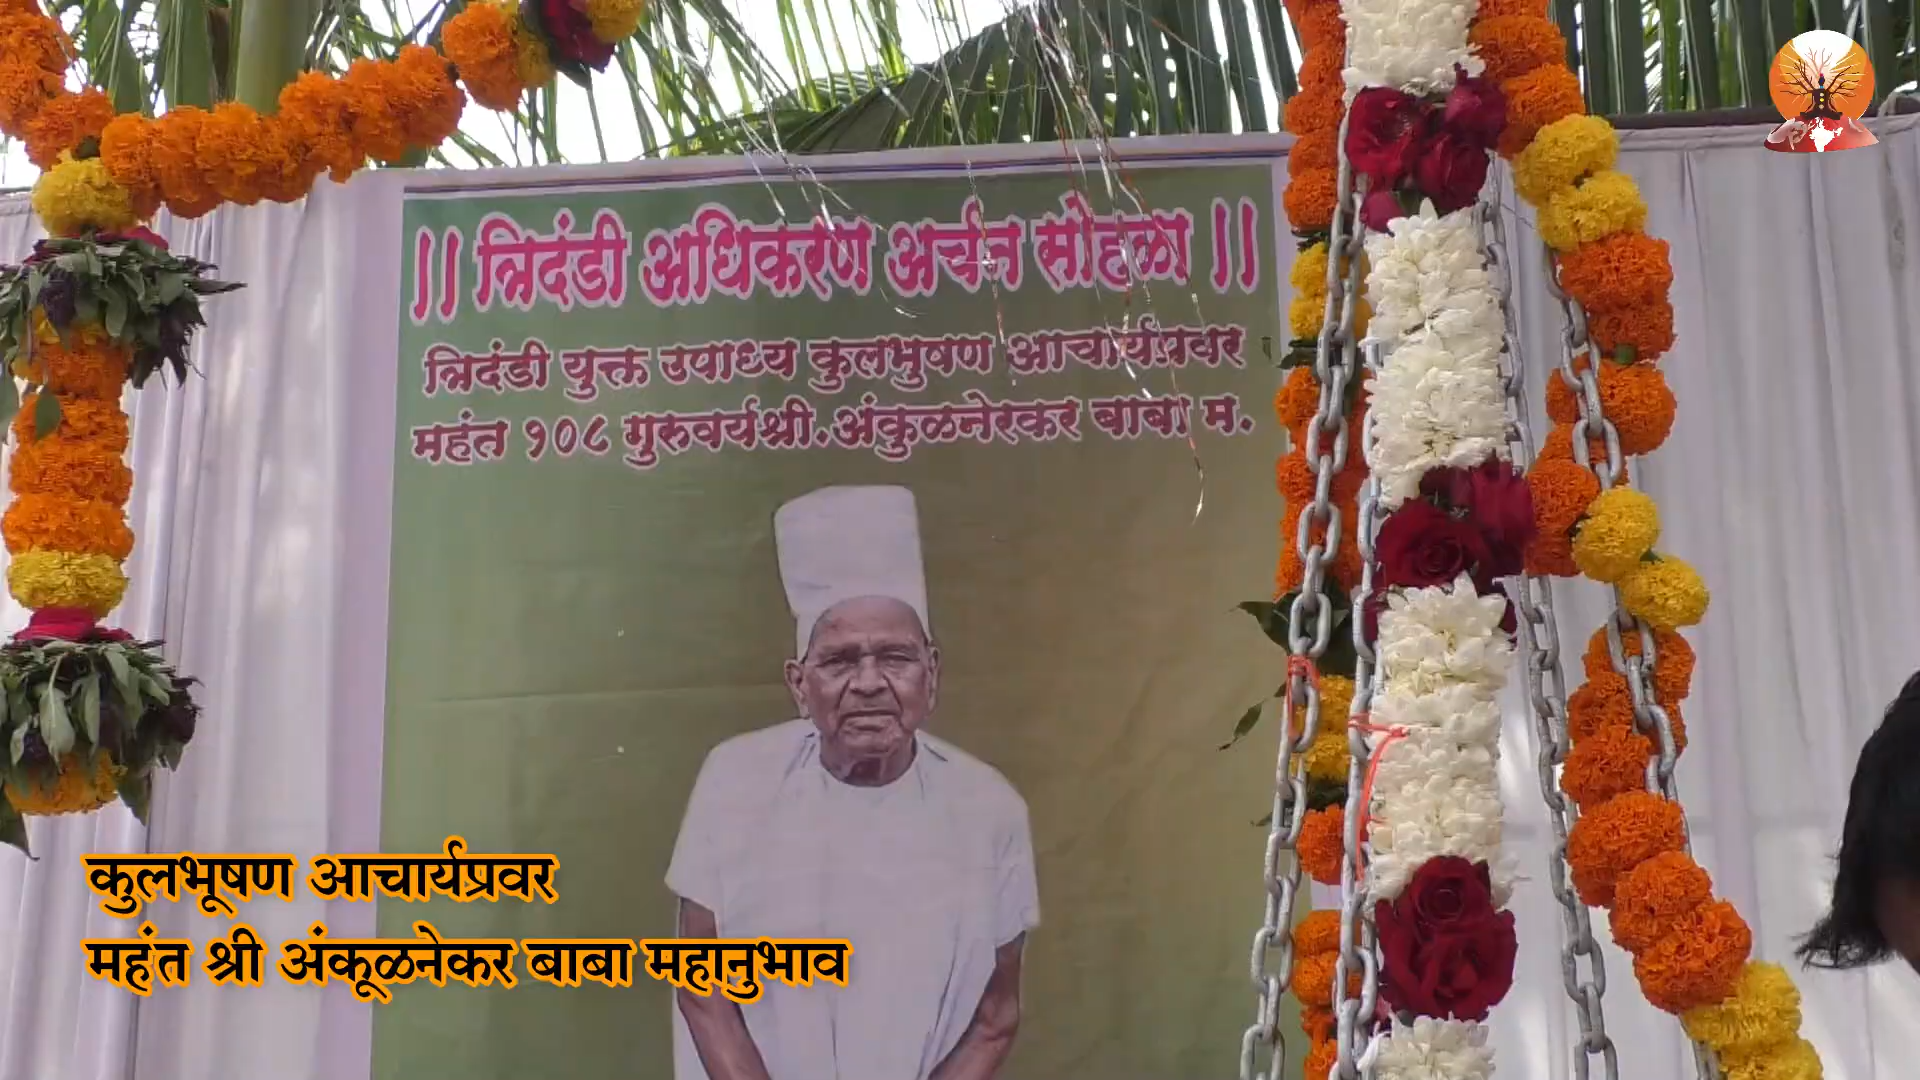 || त्रिदंडी अधिकरण अर्चन सोहळा ||
त्रिदंडी युक्त उपाध्य कुलभुषण आचार्यप्रवर
महंत १०८ गुरुवर्यश्री.अंकुळनेरकर बाबा म.
कुलभूषण आचार्यप्रवर
महंत श्री अंकूळनेकर बाबा महानुभाव